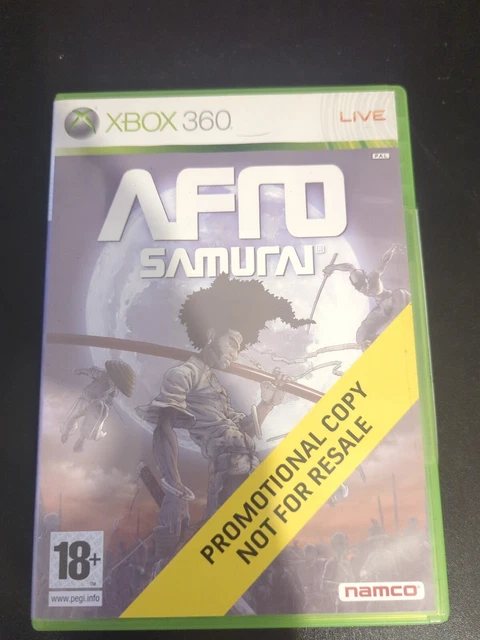 XBOX 360
LIVE
PAL
AFRO
SAMURAI
PROMOTIONAL COPY
NOT FOR RESALE
18+
www.pegi.info
namco